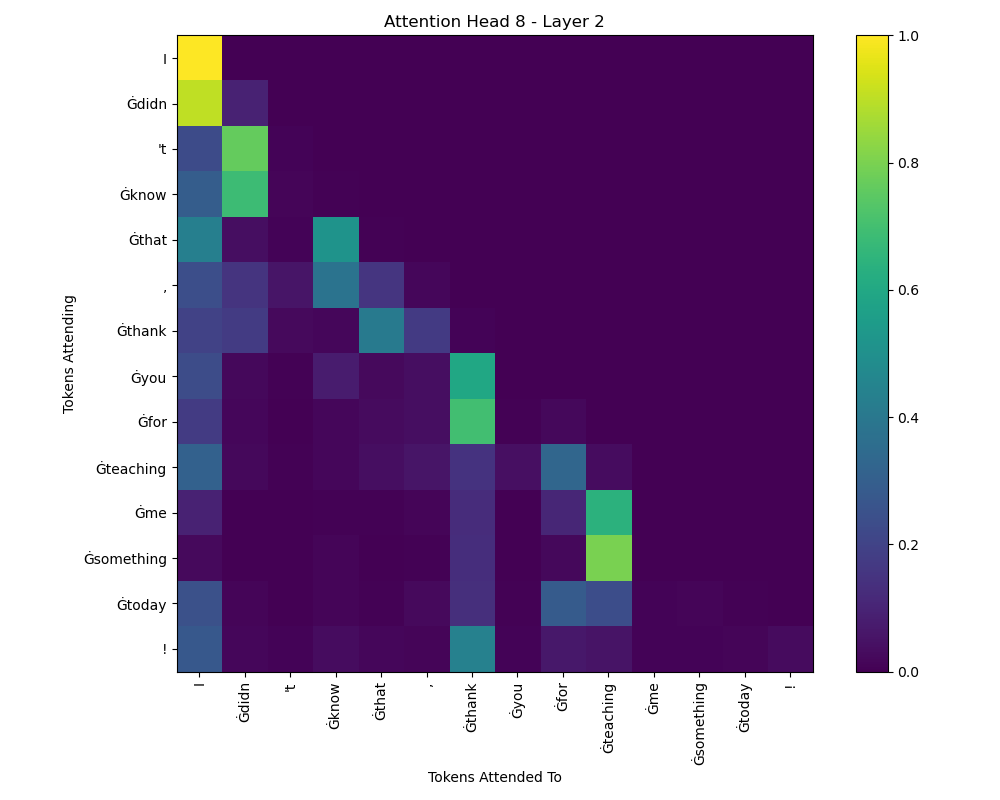 Attention Head 8 - Layer 2
I
Ġdidn
't
Ġknow
Ġthat
,
Ġthank
Ġyou
Ġfor
Ġteaching
Ġme
Ġsomething
Ġtoday
!
Tokens Attending
I
Ġdidn
't
Ġknow
Ġthat
,
Ġthank
Ġyou
Ġfor
Ġteaching
Ġme
Ġsomething
Ġtoday
!
Tokens Attended To
1.0
0.8
0.6
0.4
0.2
0.0